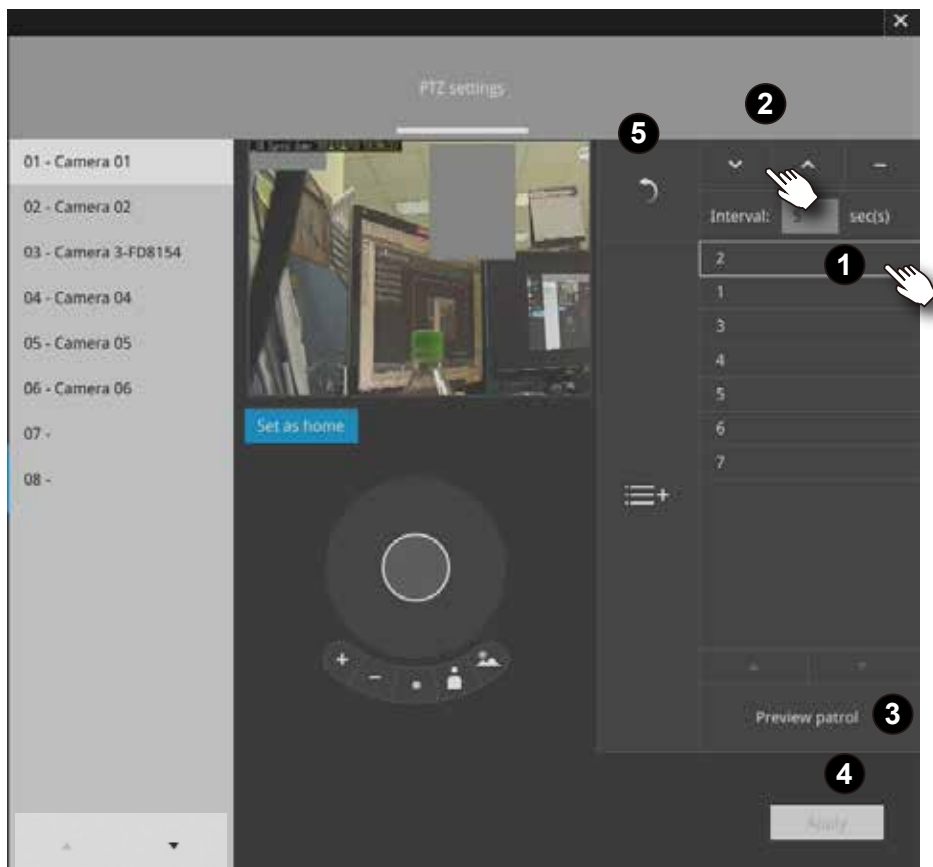 PTZ settings
2
5
01 - Camera 01
02 - Camera 02
03 - Camera 3-FD8154
04 - Camera 04
05 - Camera 05
06 - Camera 06
07 -
08 -
Set as home
Interval: 5 sec(s)
1
2
1
3
4
5
6
7
Preview patrol
3
4
Apply